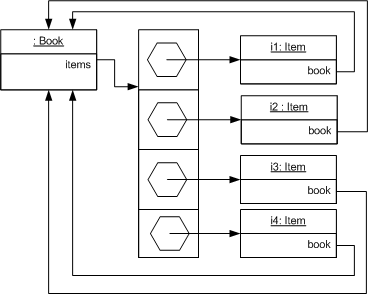 : Book
items
i1: Item
book
i2 : Item
book
i3: Item
book
i4: Item
book